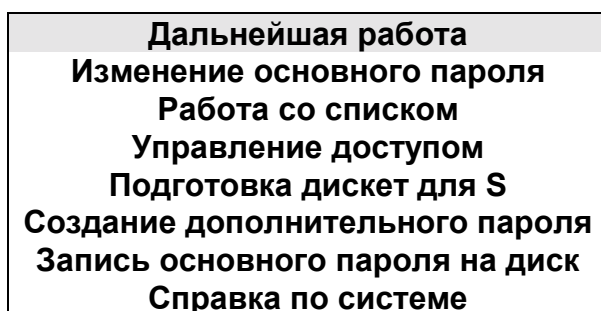 Дальнейшая работа
Изменение основного пароля
Работа со списком
Управление доступом
Подготовка дискет для S
Создание дополнительного пароля
Запись основного пароля на диск
Справка по системе